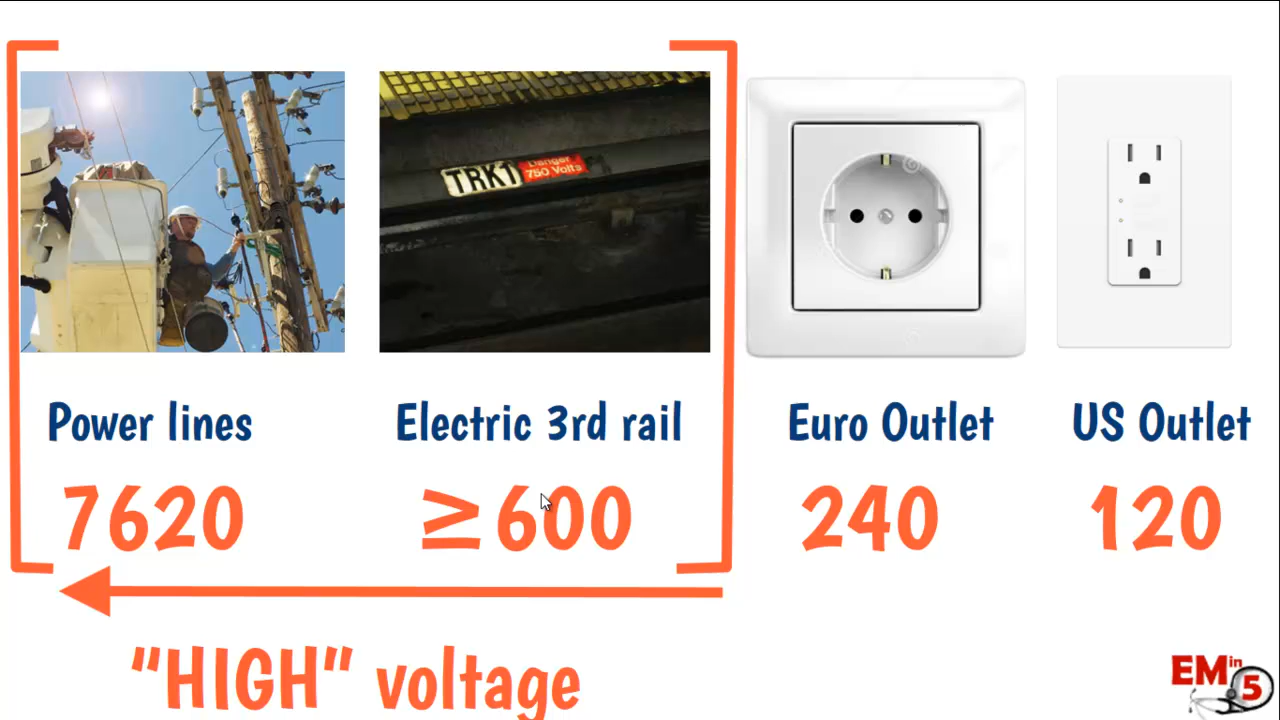 TRK1
Danger
750 Volts
Power lines
Electric 3rd rail
Euro Outlet
US Outlet
7620
≥600
240
120
"HIGH" voltage
EM in 5